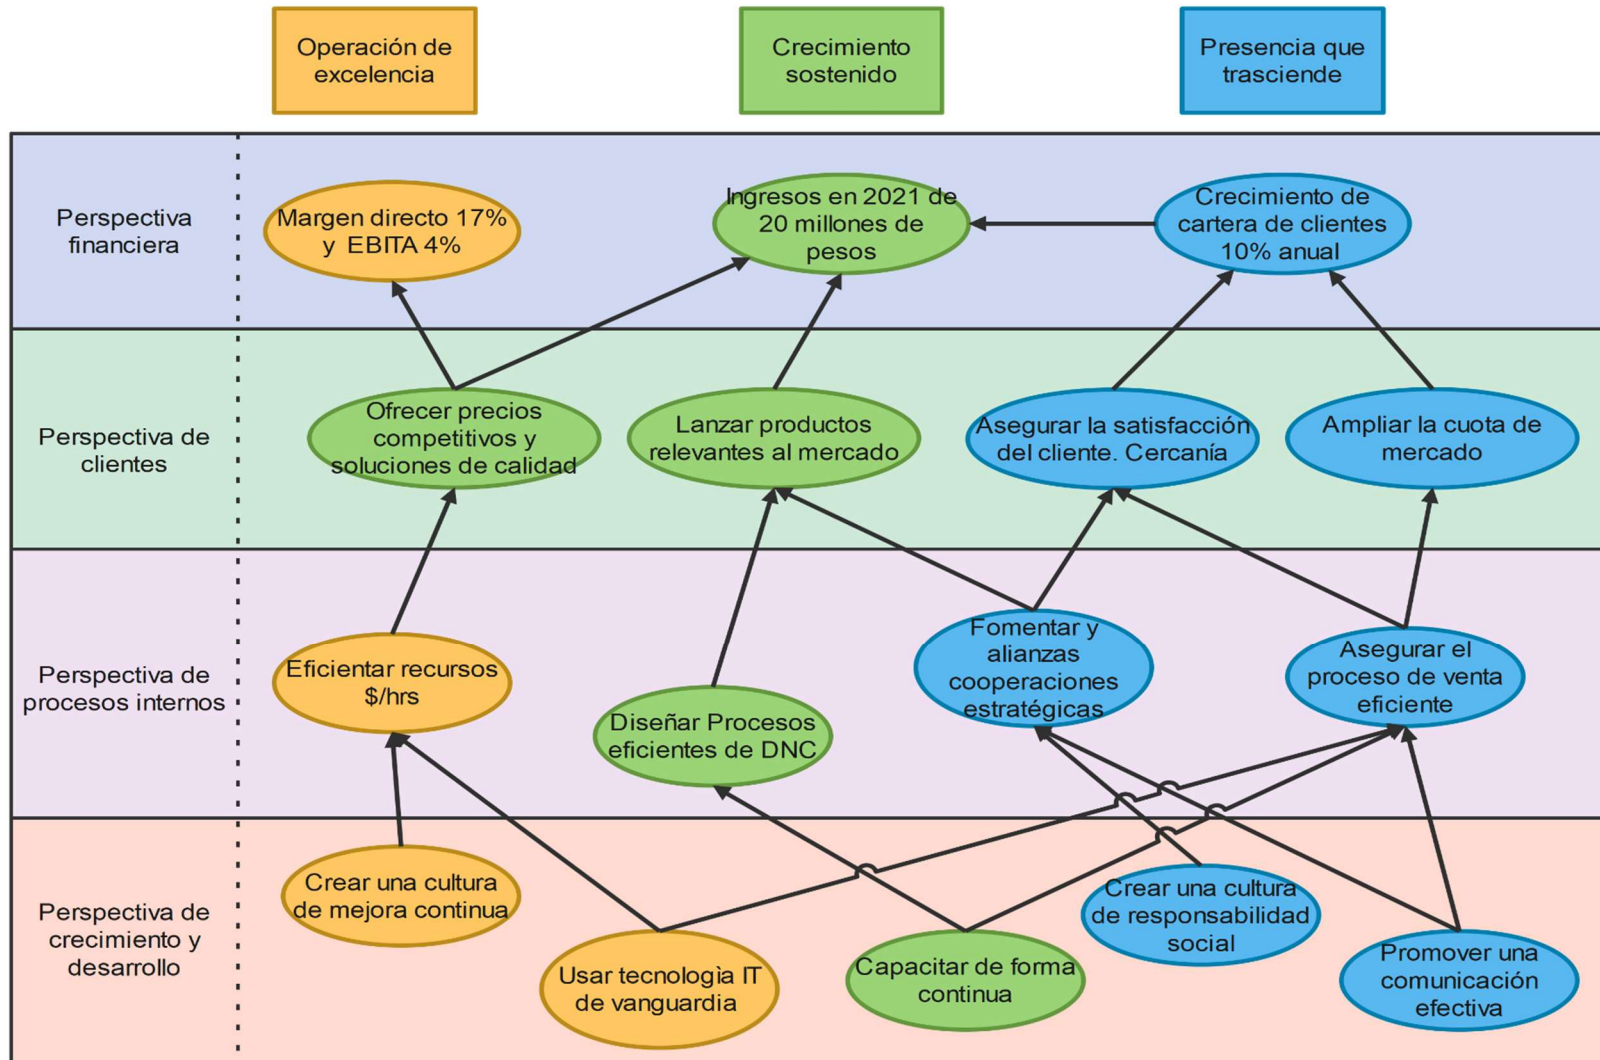 Operación de
excelencia
Crecimiento
sostenido
Presencia que
trasciende
Perspectiva
financiera
Margen directo 17%
y EBITA 4%
Ingresos en 2021 de
20 millones de
pesos
Crecimiento de
cartera de clientes
10% anual
Perspectiva de
clientes
Ofrecer precios
competitivos y
soluciones de calidad
Lanzar productos
relevantes al mercado
Asegurar la satisfacción
del cliente. Cercanía
Ampliar la cuota de
mercado
Perspectiva de
procesos internos
Eficientar recursos
$/hrs
Diseñar Procesos
eficientes de DNC
Fomentar y
alianzas
cooperaciones
estratégicas
Asegurar el
proceso de venta
eficiente
Perspectiva de
crecimiento y
desarrollo
Crear una cultura
de mejora continua
Usar tecnologìa IT
de vanguardia
Capacitar de forma
continua
Crear una cultura
de responsabilidad
social
Promover una
comunicación
efectiva